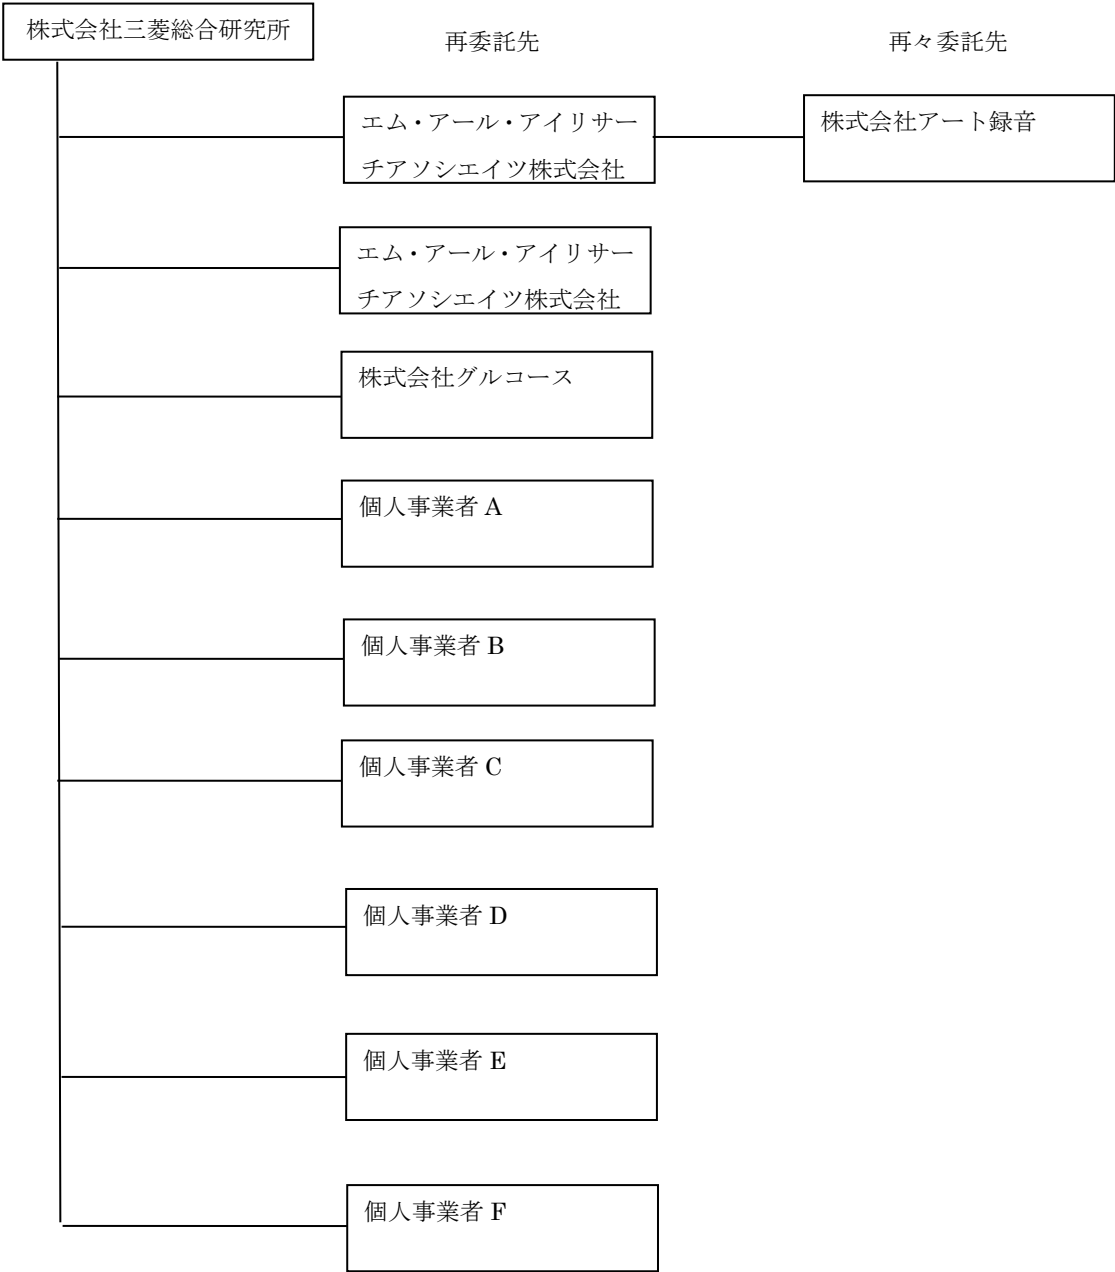 株式会社三菱総合研究所
再委託先
再々委託先
エム・アール・アイリサー
チアソシエイツ株式会社
株式会社アート録音
エム・アール・アイリサー
チアソシエイツ株式会社
株式会社グルコース
個人事業者 A
個人事業者 B
個人事業者 C
個人事業者 D
個人事業者 E
個人事業者 F